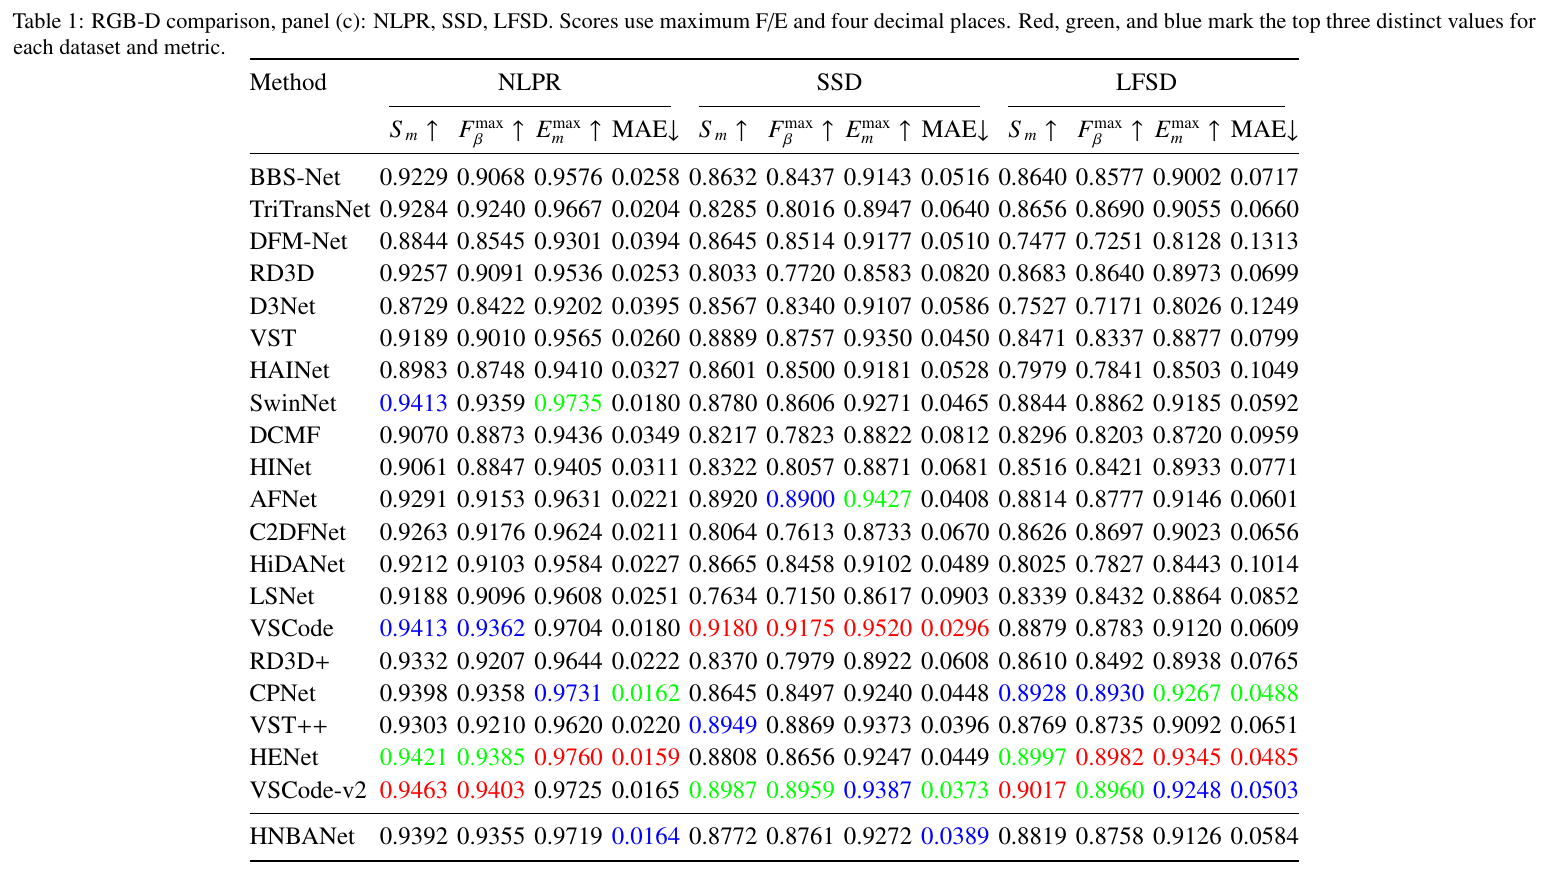 Table 1: RGB-D comparison, panel (c): NLPR, SSD, LFSD. Scores use maximum F/E and four decimal places. Red, green, and blue mark the top three distinct values for
each dataset and metric.
Method NLPR SSD LFSD
S_m ↑ F_β^max ↑ E_m^max ↑ MAE↓ S_m ↑ F_β^max ↑ E_m^max ↑ MAE↓ S_m ↑ F_β^max ↑ E_m^max ↑ MAE↓
BBS-Net 0.9229 0.9068 0.9576 0.0258 0.8632 0.8437 0.9143 0.0516 0.8640 0.8577 0.9002 0.0717
TriTransNet 0.9284 0.9240 0.9667 0.0204 0.8285 0.8016 0.8947 0.0640 0.8656 0.8690 0.9055 0.0660
DFM-Net 0.8844 0.8545 0.9301 0.0394 0.8645 0.8514 0.9177 0.0510 0.7477 0.7251 0.8128 0.1313
RD3D 0.9257 0.9091 0.9536 0.0253 0.8033 0.7720 0.8583 0.0820 0.8683 0.8640 0.8973 0.0699
D3Net 0.8729 0.8422 0.9202 0.0395 0.8567 0.8340 0.9107 0.0586 0.7527 0.7171 0.8026 0.1249
VST 0.9189 0.9010 0.9565 0.0260 0.8889 0.8757 0.9350 0.0450 0.8471 0.8337 0.8877 0.0799
HAINet 0.8983 0.8748 0.9410 0.0327 0.8601 0.8500 0.9181 0.0528 0.7979 0.7841 0.8503 0.1049
SwinNet 0.9413 0.9359 0.9735 0.0180 0.8780 0.8606 0.9271 0.0465 0.8844 0.8862 0.9185 0.0592
DCMF 0.9070 0.8873 0.9436 0.0349 0.8217 0.7823 0.8822 0.0812 0.8296 0.8203 0.8720 0.0959
HINet 0.9061 0.8847 0.9405 0.0311 0.8322 0.8057 0.8871 0.0681 0.8516 0.8421 0.8933 0.0771
AFNet 0.9291 0.9153 0.9631 0.0221 0.8920 0.8900 0.9427 0.0408 0.8814 0.8777 0.9146 0.0601
C2DFNet 0.9263 0.9176 0.9624 0.0211 0.8064 0.7613 0.8733 0.0670 0.8626 0.8697 0.9023 0.0656
HiDANet 0.9212 0.9103 0.9584 0.0227 0.8665 0.8458 0.9102 0.0489 0.8025 0.7827 0.8443 0.1014
LSNet 0.9188 0.9096 0.9608 0.0251 0.7634 0.7150 0.8617 0.0903 0.8339 0.8432 0.8864 0.0852
VSCode 0.9413 0.9362 0.9704 0.0180 0.9180 0.9175 0.9520 0.0296 0.8879 0.8783 0.9120 0.0609
RD3D+ 0.9332 0.9207 0.9644 0.0222 0.8370 0.7979 0.8922 0.0608 0.8610 0.8492 0.8938 0.0765
CPNet 0.9398 0.9358 0.9731 0.0162 0.8645 0.8497 0.9240 0.0448 0.8928 0.8930 0.9267 0.0488
VST++ 0.9303 0.9210 0.9620 0.0220 0.8949 0.8869 0.9373 0.0396 0.8769 0.8735 0.9092 0.0651
HENet 0.9421 0.9385 0.9760 0.0159 0.8808 0.8656 0.9247 0.0449 0.8997 0.8982 0.9345 0.0485
VSCode-v2 0.9463 0.9403 0.9725 0.0165 0.8987 0.8959 0.9387 0.0373 0.9017 0.8960 0.9248 0.0503
HNBANet 0.9392 0.9355 0.9719 0.0164 0.8772 0.8761 0.9272 0.0389 0.8819 0.8758 0.9126 0.0584